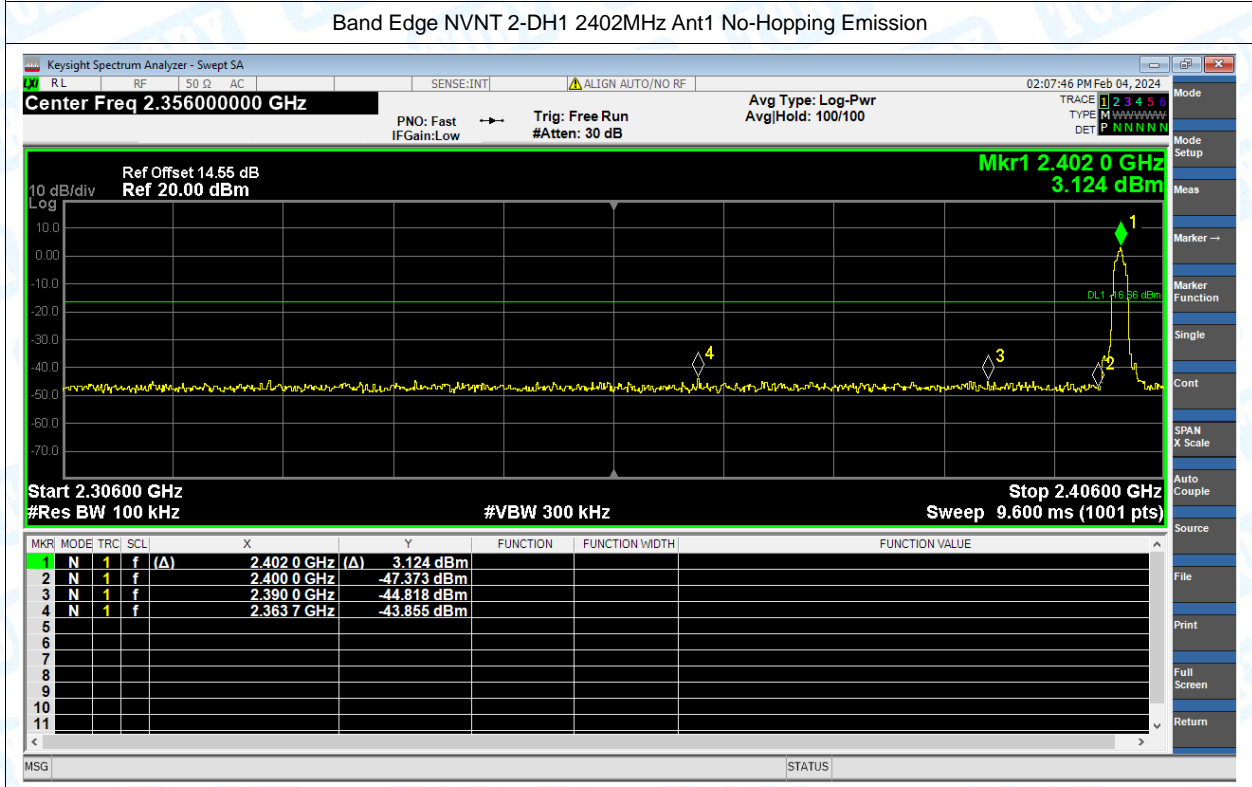 Band Edge NVNT 2-DH1 2402MHz Ant1 No-Hopping Emission
Keysight Spectrum Analyzer - Swept SA
LXI RL RF 50 Ω AC SENSE:INT ALIGN AUTO/NO RF 02:07:46 PM Feb 04, 2024
Center Freq 2.356000000 GHz
PNO: Fast
IFGain:Low
Trig: Free Run
#Atten: 30 dB
Avg Type: Log-Pwr
Avg|Hold: 100/100
TRACE 1 2 3 4 5 6
TYPE M WWWWW
DET P N N N N N
Mkr1 2.402 0 GHz
3.124 dBm
Ref Offset 14.55 dB
10 dB/div Ref 20.00 dBm
Log
10.0
0.00
-10.0
-20.0
-30.0
-40.0
-50.0
-60.0
-70.0
1
DL1 -16.66 dBm
4
3
2
Start 2.30600 GHz
Stop 2.40600 GHz
#Res BW 100 kHz
#VBW 300 kHz
Sweep 9.600 ms (1001 pts)
MKR MODE TRC SCL X Y FUNCTION FUNCTION WIDTH FUNCTION VALUE
1 N 1 f (Δ) 2.402 0 GHz (Δ) 3.124 dBm
2 N 1 f 2.400 0 GHz -47.373 dBm
3 N 1 f 2.390 0 GHz -44.818 dBm
4 N 1 f 2.363 7 GHz -43.855 dBm
5
6
7
8
9
10
11
MSG
STATUS
Mode
Mode
Setup
Meas
Marker →
Marker
Function
Single
Cont
SPAN
X Scale
Auto
Couple
Source
File
Print
Full
Screen
Return